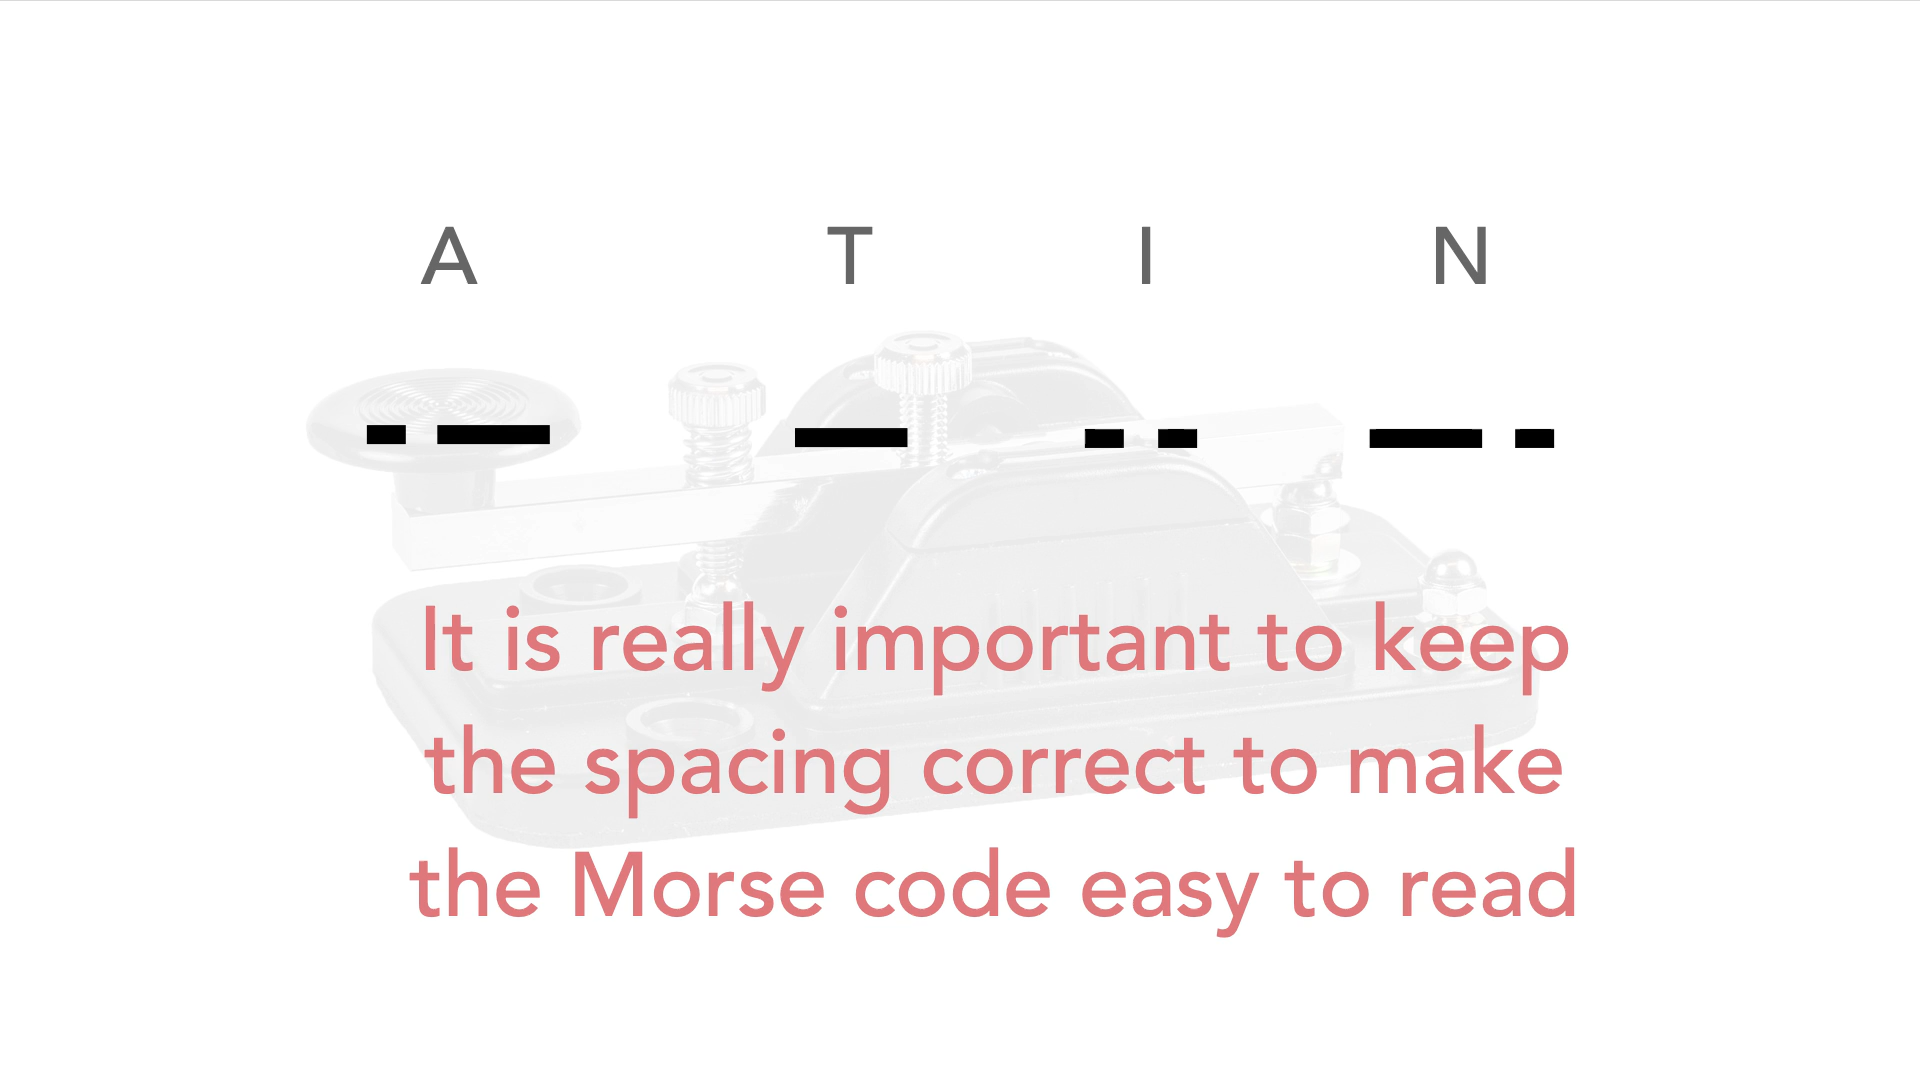 A T I N
It is really important to keep
the spacing correct to make
the Morse code easy to read